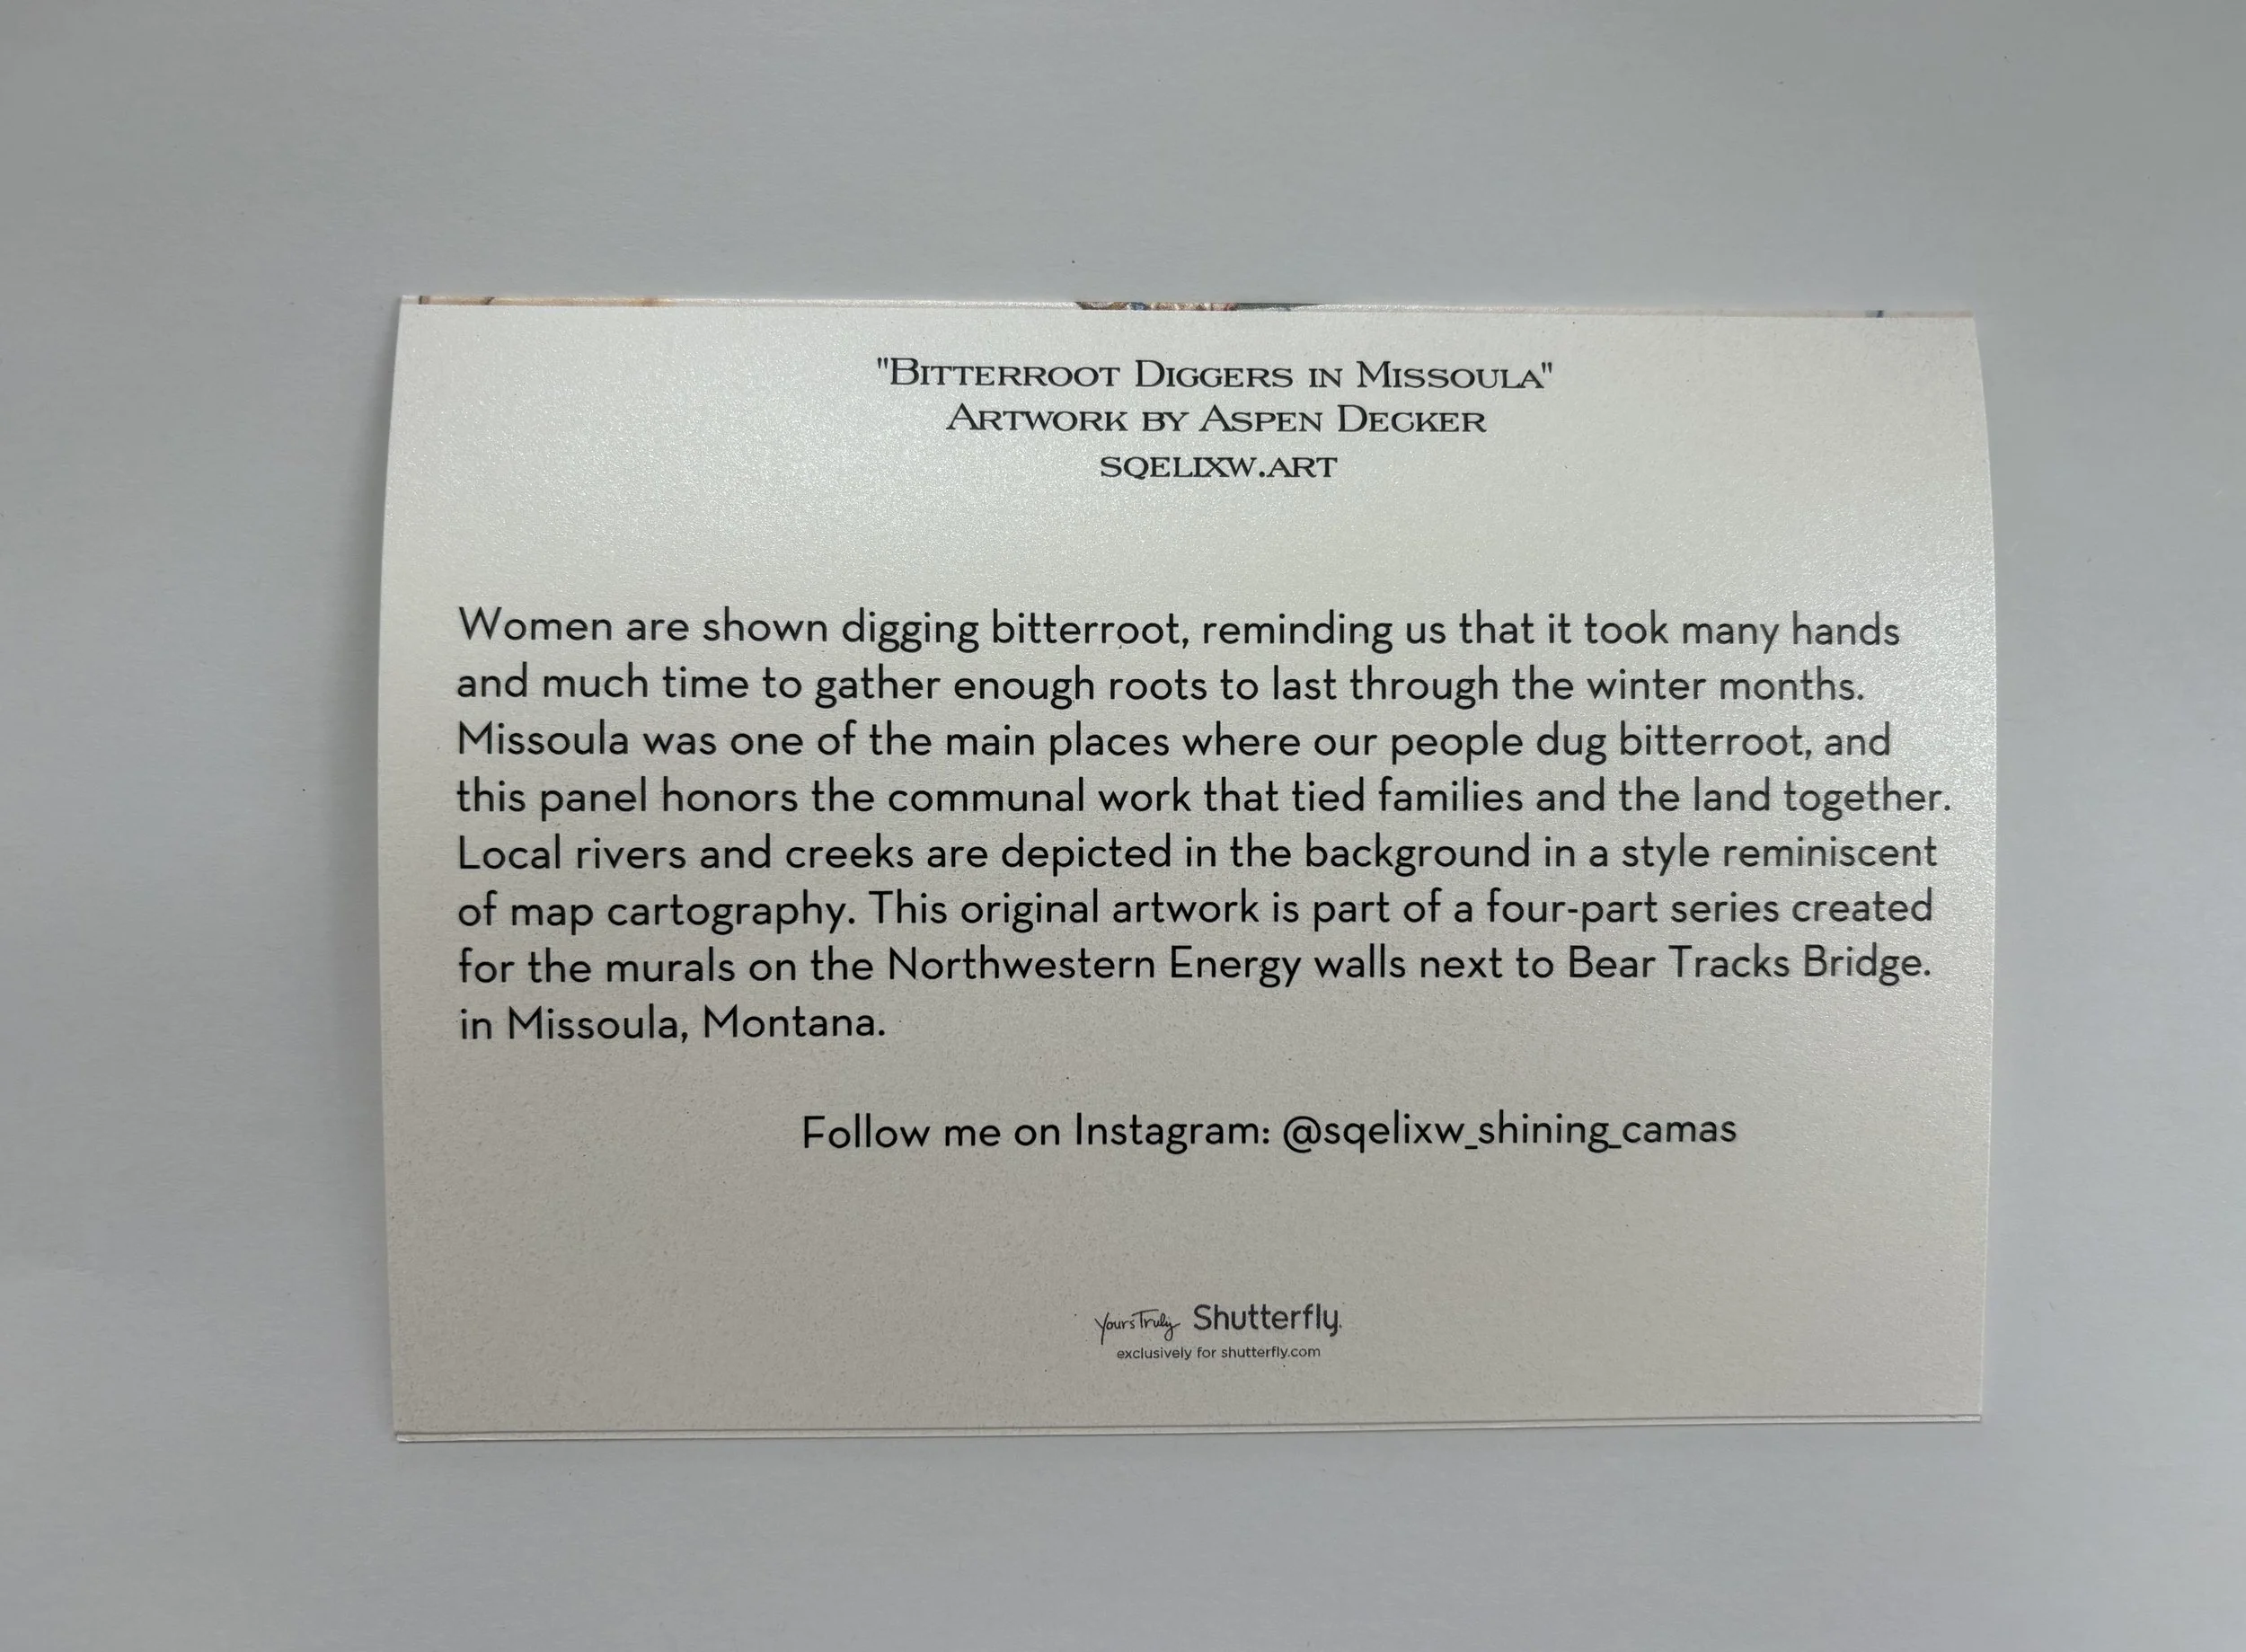 "Bitterroot Diggers in Missoula"
Artwork by Aspen Decker
sqelixw.art
Women are shown digging bitterroot, reminding us that it took many hands
and much time to gather enough roots to last through the winter months.
Missoula was one of the main places where our people dug bitterroot, and
this panel honors the communal work that tied families and the land together.
Local rivers and creeks are depicted in the background in a style reminiscent
of map cartography. This original artwork is part of a four-part series created
for the murals on the Northwestern Energy walls next to Bear Tracks Bridge.
in Missoula, Montana.
Follow me on Instagram: @sqelixw_shining_camas
Yours Truly Shutterfly.
exclusively for shutterfly.com